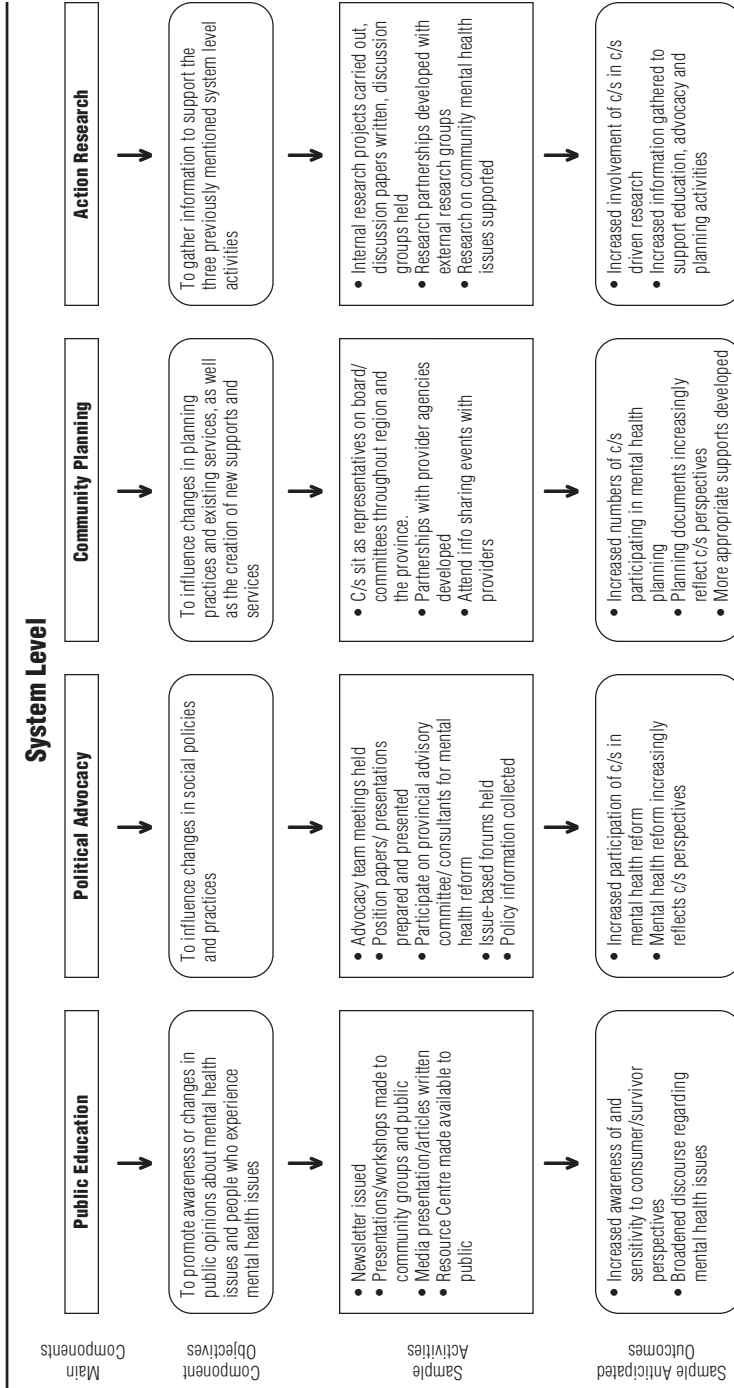 System Level
Main
Components
Public Education
Political Advocacy
Community Planning
Action Research
Component
Objectives
To promote awareness or changes in
public opinions about mental health
issues and people who experience
mental health issues
To influence changes in social policies
and practices
To influence changes in planning
practices and existing services, as well
as the creation of new supports and
services
To gather information to support the
three previously mentioned system level
activities
Sample
Activities
• Newsletter issued
• Presentations/workshops made to
community groups and public
• Media presentation/articles written
• Resource Centre made available to
public
• Advocacy team meetings held
• Position papers/ presentations
prepared and presented
• Participate on provincial advisory
committee/ consultants for mental
health reform
• Issue-based forums held
• Policy information collected
• C/s sit as representatives on board/
committees throughout region and
the province.
• Partnerships with provider agencies
developed
• Attend info sharing events with
providers
• Internal research projects carried out,
discussion papers written, discussion
groups held
• Research partnerships developed with
external research groups
• Research on community mental health
issues supported
Sample Anticipated
Outcomes
• Increased awareness of and
sensitivity to consumer/survivor
perspectives
• Broadened discourse regarding
mental health issues
• Increased participation of c/s in
mental health reform
• Mental health reform increasingly
reflects c/s perspectives
• Increased numbers of c/s
participating in mental health
planning
• Planning documents increasingly
reflect c/s perspectives
• More appropriate supports developed
• Increased involvement of c/s in c/s
driven research
• Increased information gathered to
support education, advocacy and
planning activities